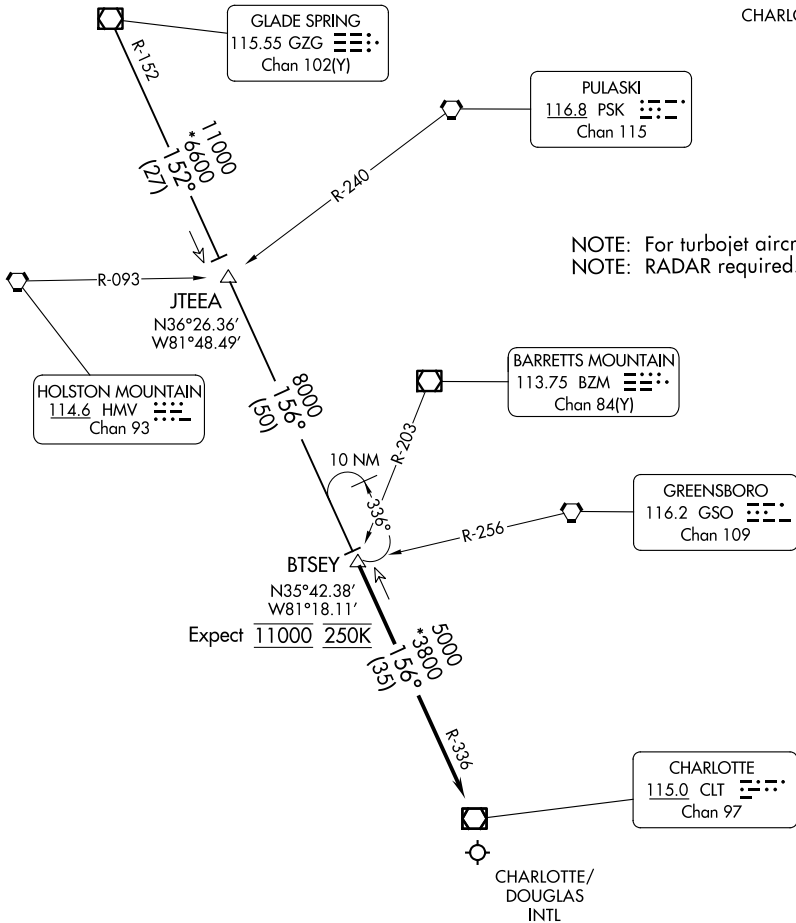 CHARLO
GLADE SPRING
115.55 GZG
Chan 102(Y)
R-152
PULASKI
116.8 PSK
Chan 115
11000
*6600
152°
(27)
R-240
NOTE: For turbojet aircr
NOTE: RADAR required.
R-093
JTEEA
N36°26.36'
W81°48.49'
HOLSTON MOUNTAIN
114.6 HMV
Chan 93
BARRETTS MOUNTAIN
113.75 BZM
Chan 84(Y)
8000
156°
(50)
R-203
10 NM
336°
GREENSBORO
116.2 GSO
Chan 109
R-256
BTSEY
N35°42.38'
W81°18.11'
Expect 11000 250K
5000
*3800
156°
(35)
R-336
CHARLOTTE
115.0 CLT
Chan 97
CHARLOTTE/
DOUGLAS
INTL